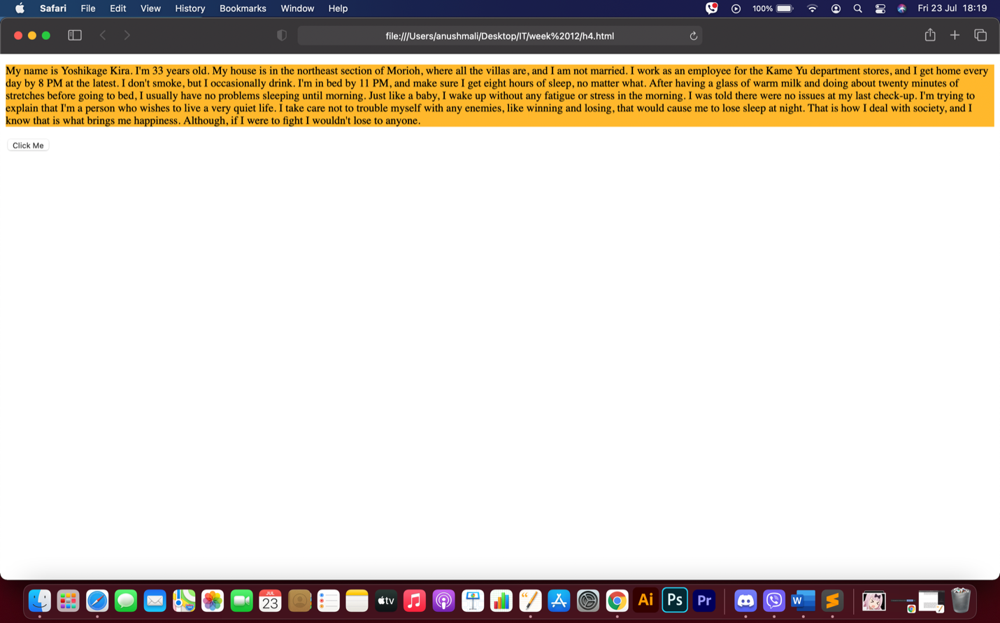 Safari File Edit View History Bookmarks Window Help 100% Fri 23 Jul 18:19
file:///Users/anushmali/Desktop/IT/week%2012/h4.html
My name is Yoshikage Kira. I'm 33 years old. My house is in the northeast section of Morioh, where all the villas are, and I am not married. I work as an employee for the Kame Yu department stores, and I get home every
day by 8 PM at the latest. I don't smoke, but I occasionally drink. I'm in bed by 11 PM, and make sure I get eight hours of sleep, no matter what. After having a glass of warm milk and doing about twenty minutes of
stretches before going to bed, I usually have no problems sleeping until morning. Just like a baby, I wake up without any fatigue or stress in the morning. I was told there were no issues at my last check-up. I'm trying to
explain that I'm a person who wishes to live a very quiet life. I take care not to trouble myself with any enemies, like winning and losing, that would cause me to lose sleep at night. That is how I deal with society, and I
know that is what brings me happiness. Although, if I were to fight I wouldn't lose to anyone.
Click Me
JUL
23
tv
Ai
Ps
Pr
W